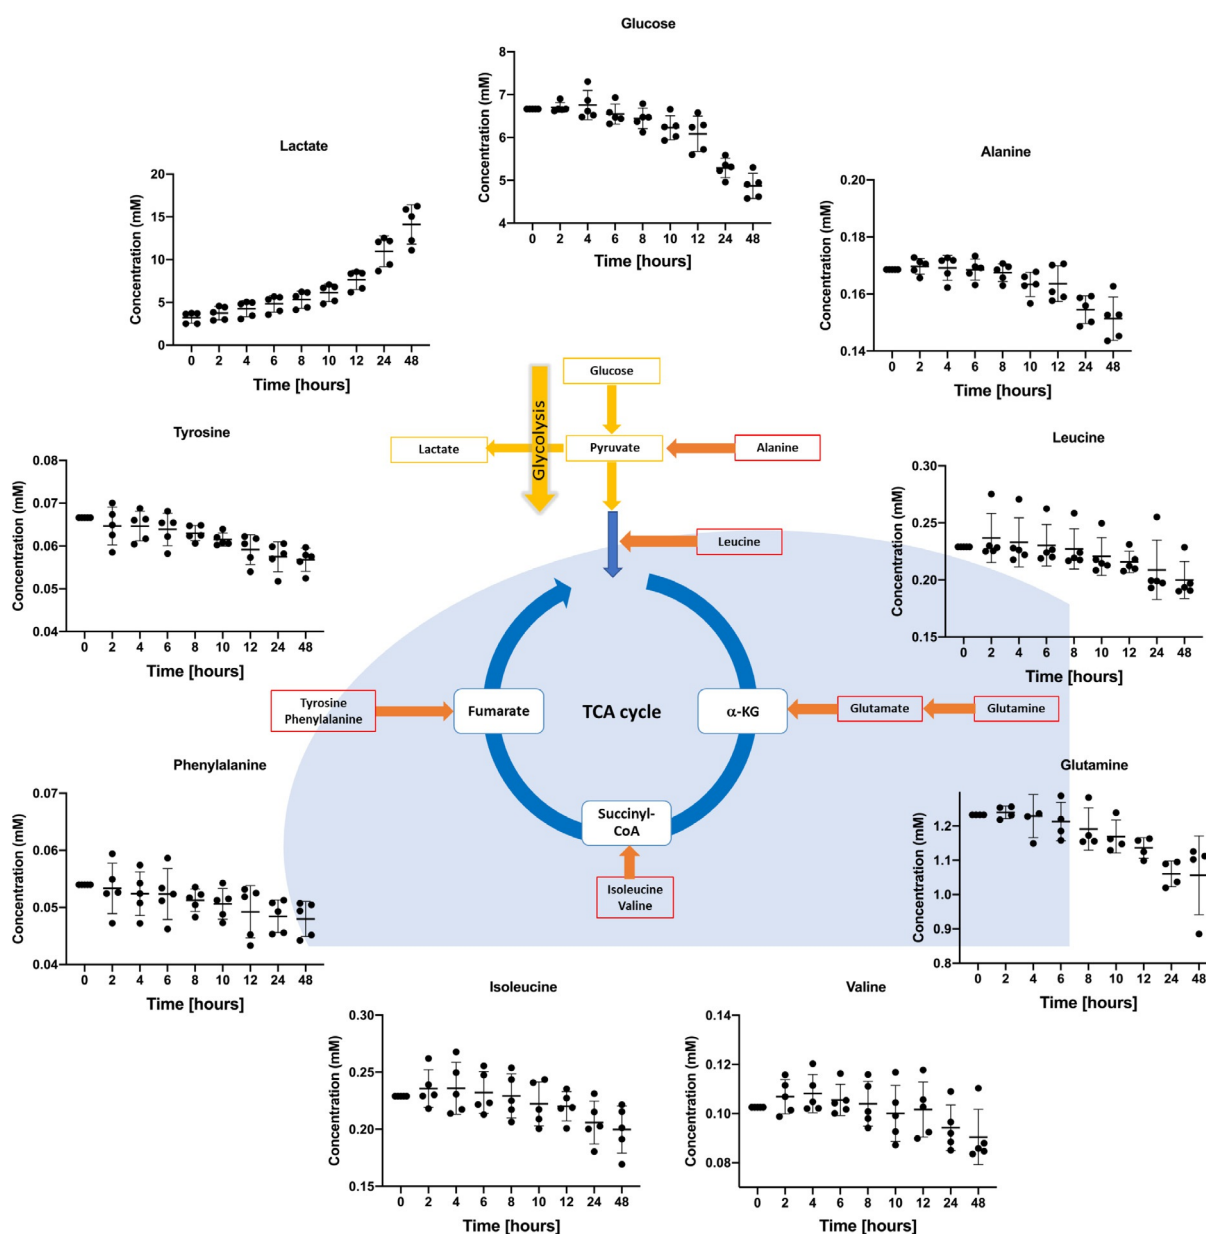 Glucose
Concentration (mM)
8
7
6
5
4
0 2 4 6 8 10 12 24 48
Time [hours]
Lactate
Concentration (mM)
20
15
10
5
0
0 2 4 6 8 10 12 24 48
Time [hours]
Alanine
Concentration (mM)
0.20
0.18
0.16
0.14
0 2 4 6 8 10 12 24 48
Time [hours]
Glycolysis
Glucose
Lactate
Pyruvate
Alanine
Leucine
Tyrosine
Concentration (mM)
0.08
0.07
0.06
0.05
0.04
0 2 4 6 8 10 12 24 48
Time [hours]
Leucine
Concentration (mM)
0.30
0.25
0.20
0.15
0 2 4 6 8 10 12 24 48
Time [hours]
Tyrosine
Phenylalanine
Fumarate
TCA cycle
α-KG
Glutamate
Glutamine
Succinyl-
CoA
Isoleucine
Valine
Phenylalanine
Concentration (mM)
0.07
0.06
0.05
0.04
0 2 4 6 8 10 12 24 48
Time [hours]
Glutamine
Concentration (mM)
1.2
1.1
1.0
0.9
0.8
0 2 4 6 8 10 12 24 48
Time [hours]
Isoleucine
Concentration (mM)
0.30
0.25
0.20
0.15
0 2 4 6 8 10 12 24 48
Time [hours]
Valine
Concentration (mM)
0.14
0.12
0.10
0.08
0 2 4 6 8 10 12 24 48
Time [hours]